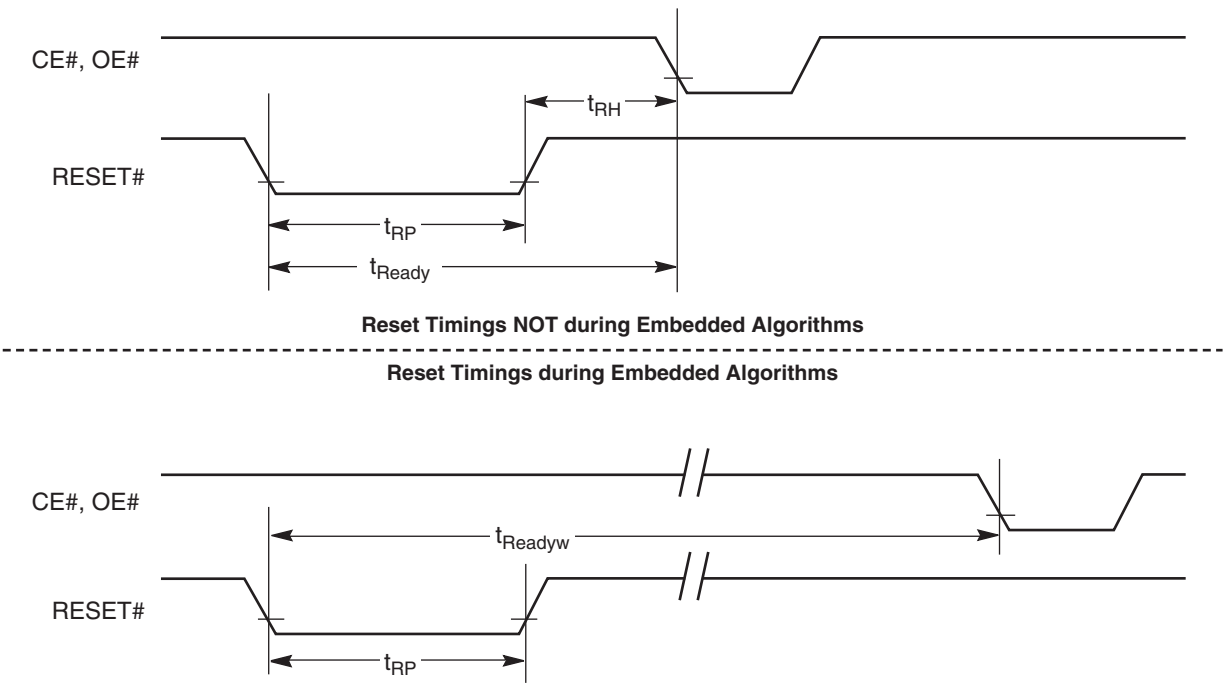 CE#, OE#
tRH
RESET#
tRP
tReady
Reset Timings NOT during Embedded Algorithms
Reset Timings during Embedded Algorithms
CE#, OE#
tReadyw
RESET#
tRP